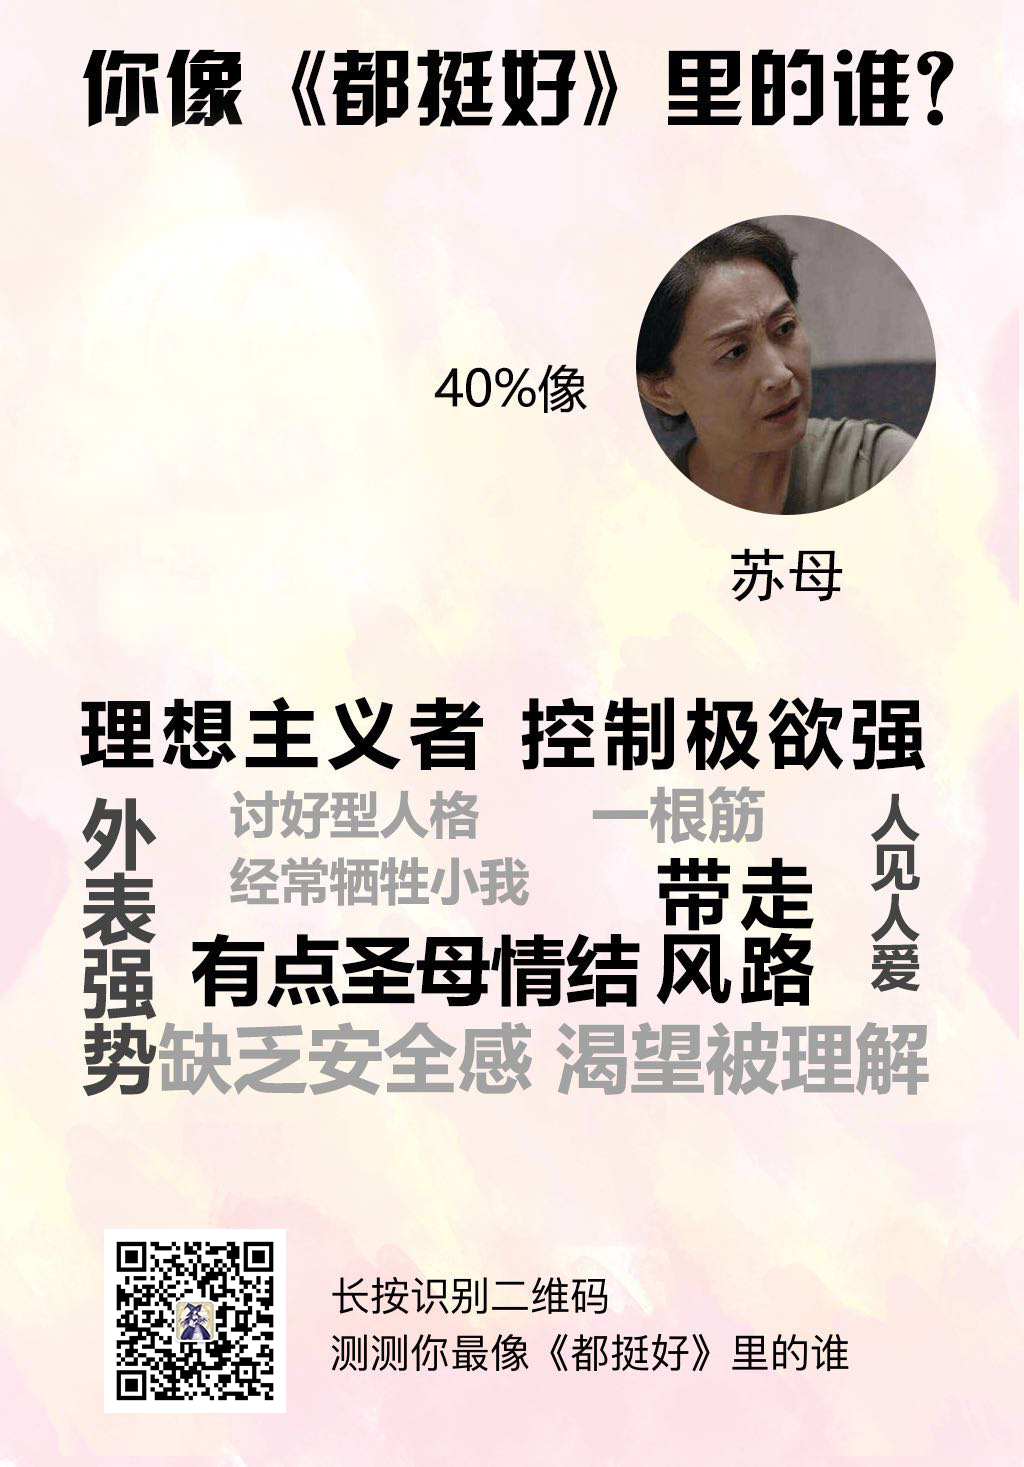 你像《都挺好》里的谁?
40%像
苏母
理想主义者 控制极欲强
外表强势
讨好型人格
一根筋
人见人爱
经常牺牲小我
带走风路
有点圣母情结
缺乏安全感 渴望被理解
长按识别二维码
测测你最像《都挺好》里的谁